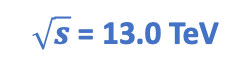 √s = 13.0 TeV